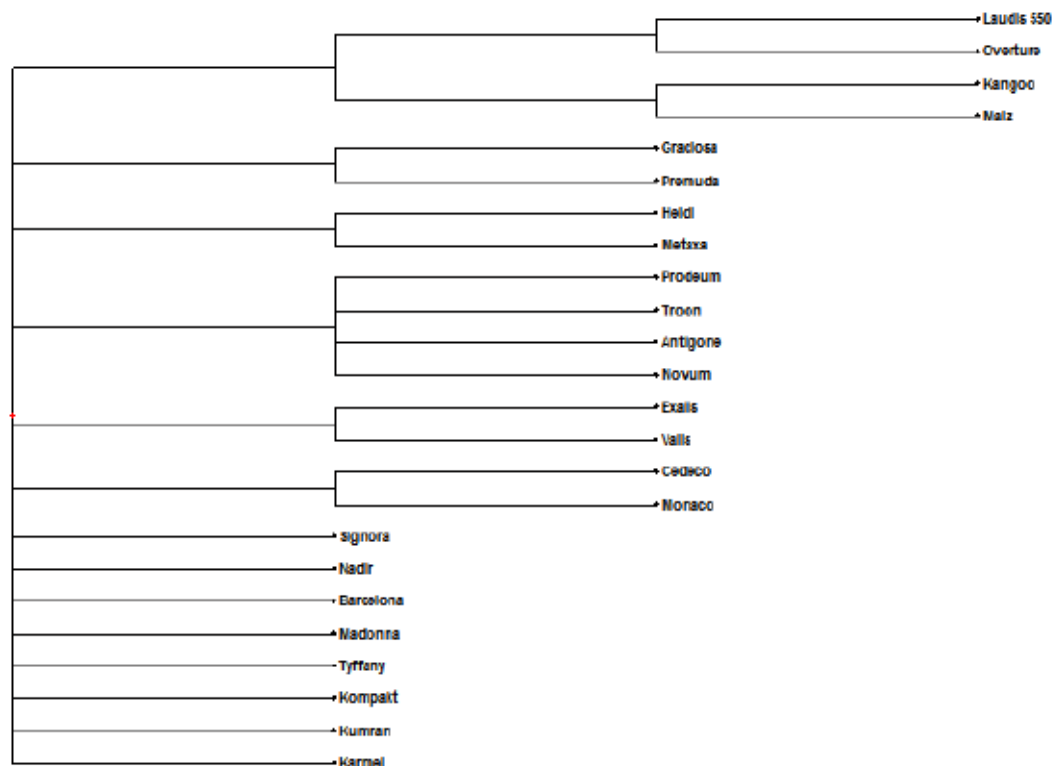 Laudis 550
Overture
Kangoo
Malz
Graciosa
Premuda
Heidi
Metaxa
Prodeum
Troon
Antigone
Novum
Exalis
Valis
Cedeco
Monaco
Signora
Nadir
Barcelona
Madonna
Tyffany
Kompakt
Kumran
Karmel